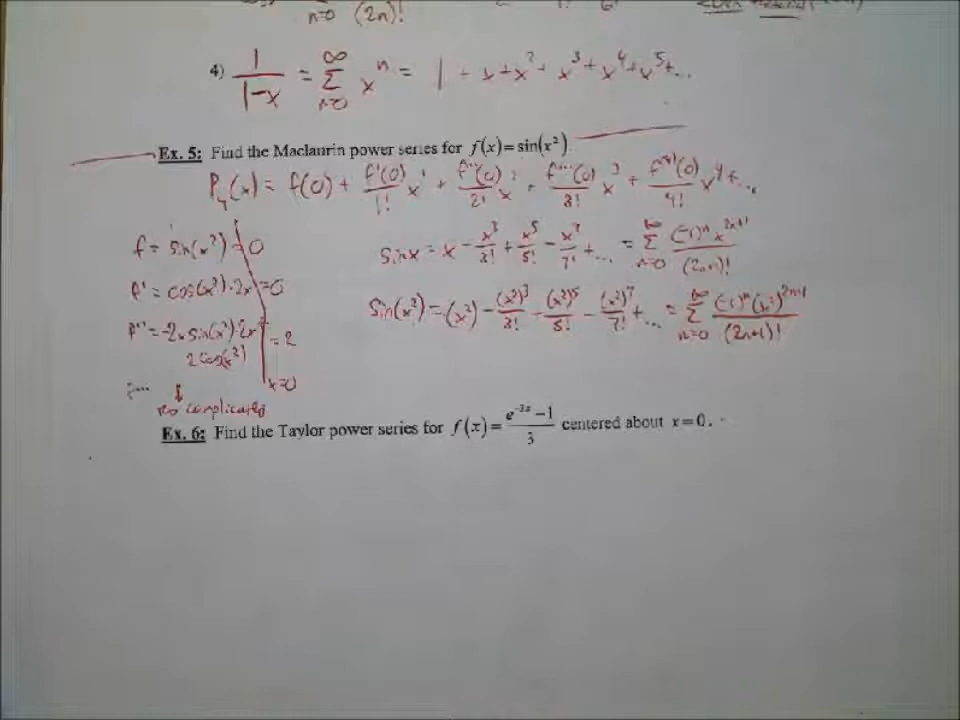 n=0 (2n)!
4) 1/(1-x) = ∞ Σ n=0 x^n = 1 + x + x^2 + x^3 + x^4 + x^5 + ...
Ex. 5: Find the Maclaurin power series for f(x) = sin(x^2).
P_4(x) = f(0) + f'(0)/1! x^1 + f''(0)/2! x^2 + f'''(0)/3! x^3 + f^(4)(0)/4! x^4 + ...
f = sin(x^2) = 0
f' = cos(x^2)·2x = 0
f'' = -2x sin(x^2)·2x + 2cos(x^2) = 2
x=0
f''' ↓
too complicated
sin x = x - x^3/3! + x^5/5! - x^7/7! + ... = ∞ Σ n=0 (-1)^n x^(2n+1)/(2n+1)!
sin(x^2) = (x^2) - (x^2)^3/3! - (x^2)^5/5! - (x^2)^7/7! + ... = ∞ Σ n=0 (-1)^n (x^2)^(2n+1)/(2n+1)!
Ex. 6: Find the Taylor power series for f(x) = (e^(-3x) - 1)/3 centered about x = 0.